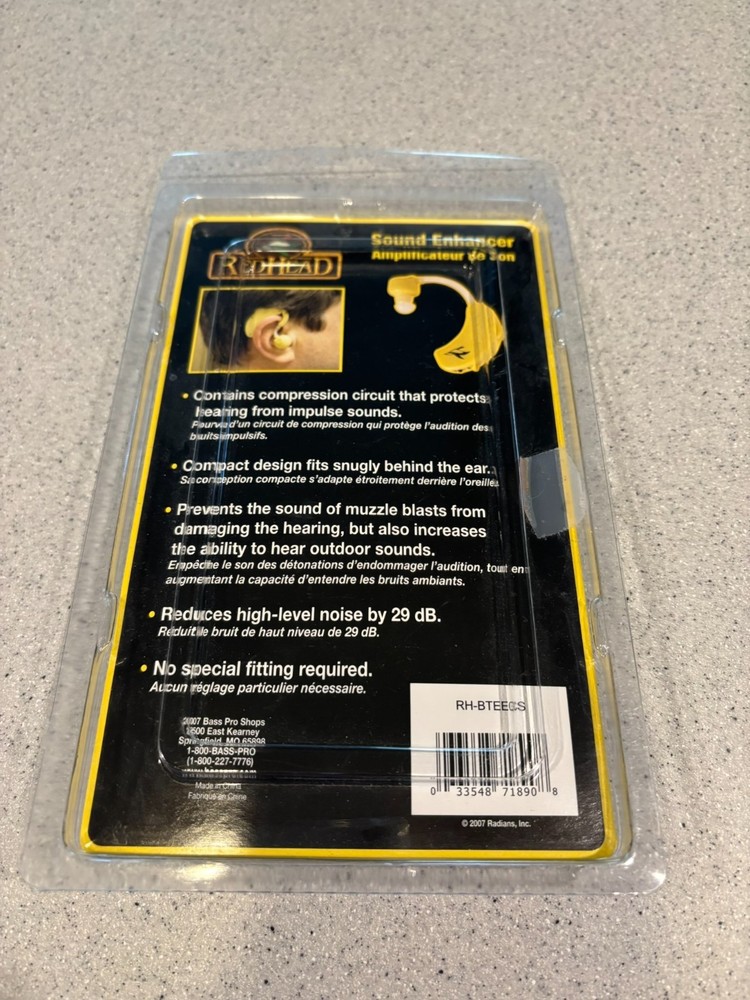 REDHEAD
Sound Enhancer
Amplificateur de Son
• Contains compression circuit that protects
hearing from impulse sounds.
Pourvu d'un circuit de compression qui protège l'audition des
bruits impulsifs.
• Compact design fits snugly behind the ear.
Sa conception compacte s'adapte étroitement derrière l'oreille.
• Prevents the sound of muzzle blasts from
damaging the hearing, but also increases
the ability to hear outdoor sounds.
Empêche le son des détonations d'endommager l'audition, tout en
augmentant la capacité d'entendre les bruits ambiants.
• Reduces high-level noise by 29 dB.
Réduit le bruit de haut niveau de 29 dB.
• No special fitting required.
Aucun réglage particulier nécessaire.
2007 Bass Pro Shops
2500 East Kearney
Springfield, MO 65898
1-800-BASS-PRO
(1-800-227-7776)
Made in China
Fabriqué en Chine
RH-BTEECS
0 33548 71890 8
© 2007 Radians, Inc.